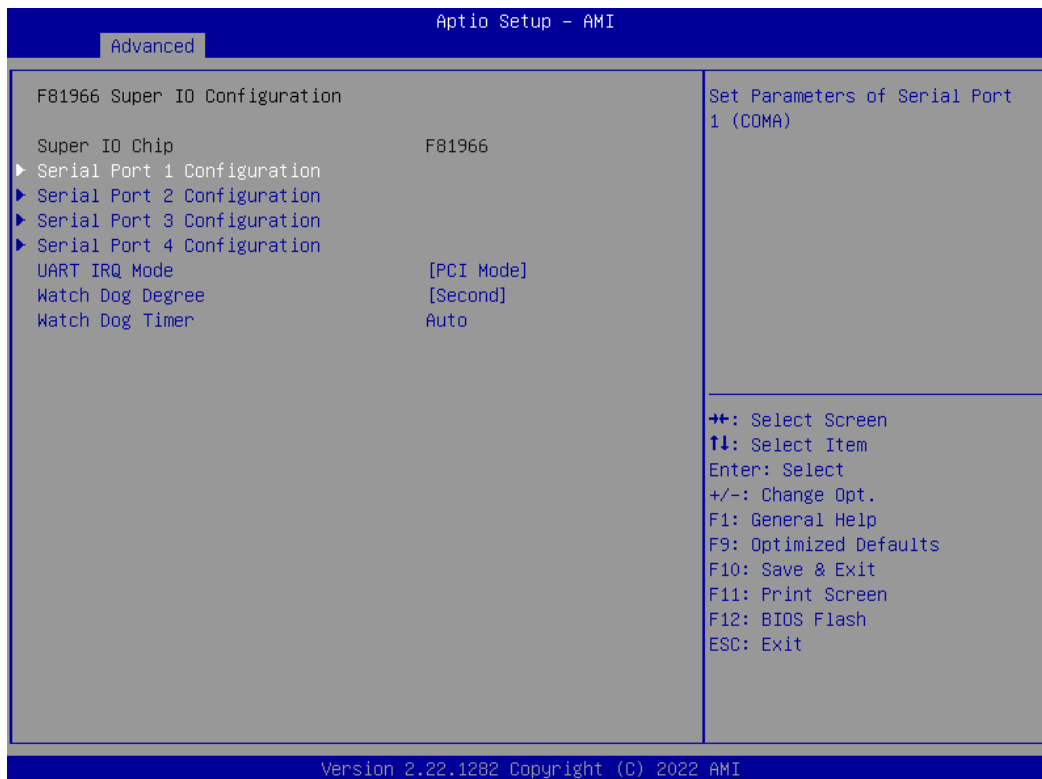 Aptio Setup – AMI
Advanced
F81966 Super IO Configuration
Super IO Chip F81966
▶ Serial Port 1 Configuration
▶ Serial Port 2 Configuration
▶ Serial Port 3 Configuration
▶ Serial Port 4 Configuration
UART IRQ Mode [PCI Mode]
Watch Dog Degree [Second]
Watch Dog Timer Auto
Set Parameters of Serial Port
1 (COMA)
→←: Select Screen
↑↓: Select Item
Enter: Select
+/-: Change Opt.
F1: General Help
F9: Optimized Defaults
F10: Save & Exit
F11: Print Screen
F12: BIOS Flash
ESC: Exit
Version 2.22.1282 Copyright (C) 2022 AMI